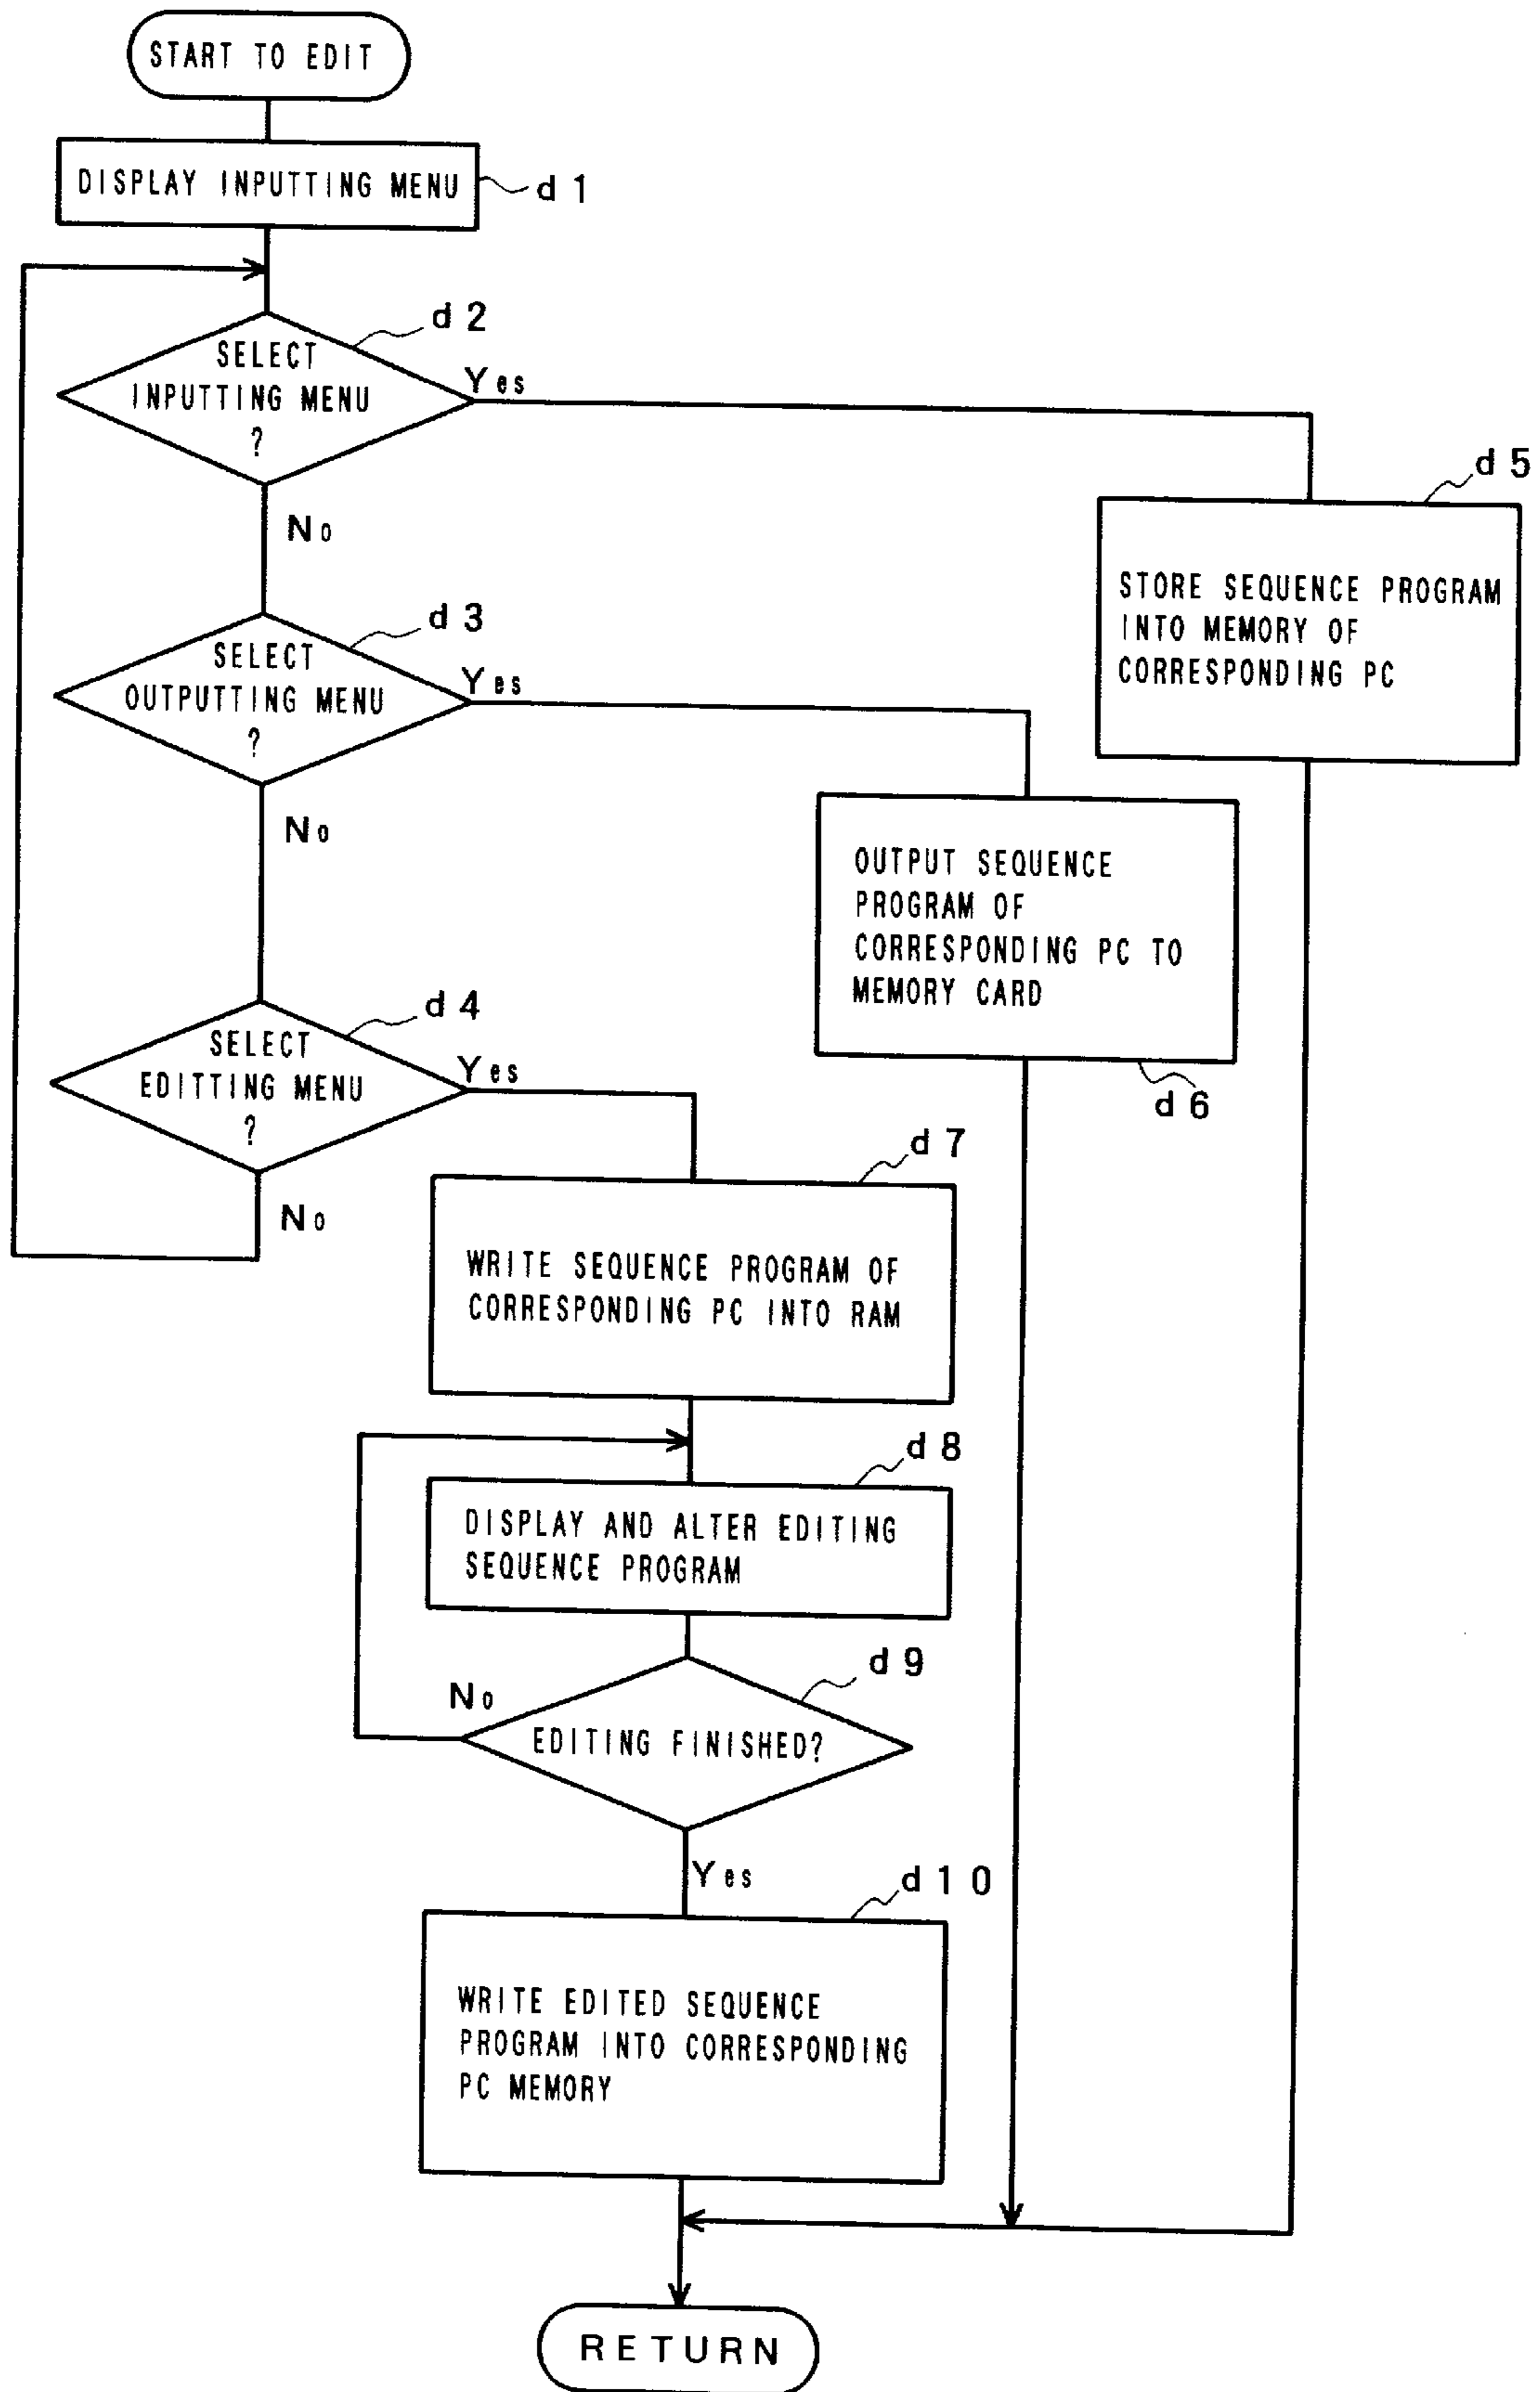 START TO EDIT
DISPLAY INPUTTING MENU
d 1
d 2
SELECT
INPUTTING MENU
?
Yes
No
d 5
STORE SEQUENCE PROGRAM
INTO MEMORY OF
CORRESPONDING PC
d 3
SELECT
OUTPUTTING MENU
?
Yes
No
OUTPUT SEQUENCE
PROGRAM OF
CORRESPONDING PC TO
MEMORY CARD
d 6
d 4
SELECT
EDITTING MENU
?
Yes
No
d 7
WRITE SEQUENCE PROGRAM OF
CORRESPONDING PC INTO RAM
d 8
DISPLAY AND ALTER EDITING
SEQUENCE PROGRAM
d 9
No
EDITING FINISHED?
Yes
d 10
WRITE EDITED SEQUENCE
PROGRAM INTO CORRESPONDING
PC MEMORY
RETURN